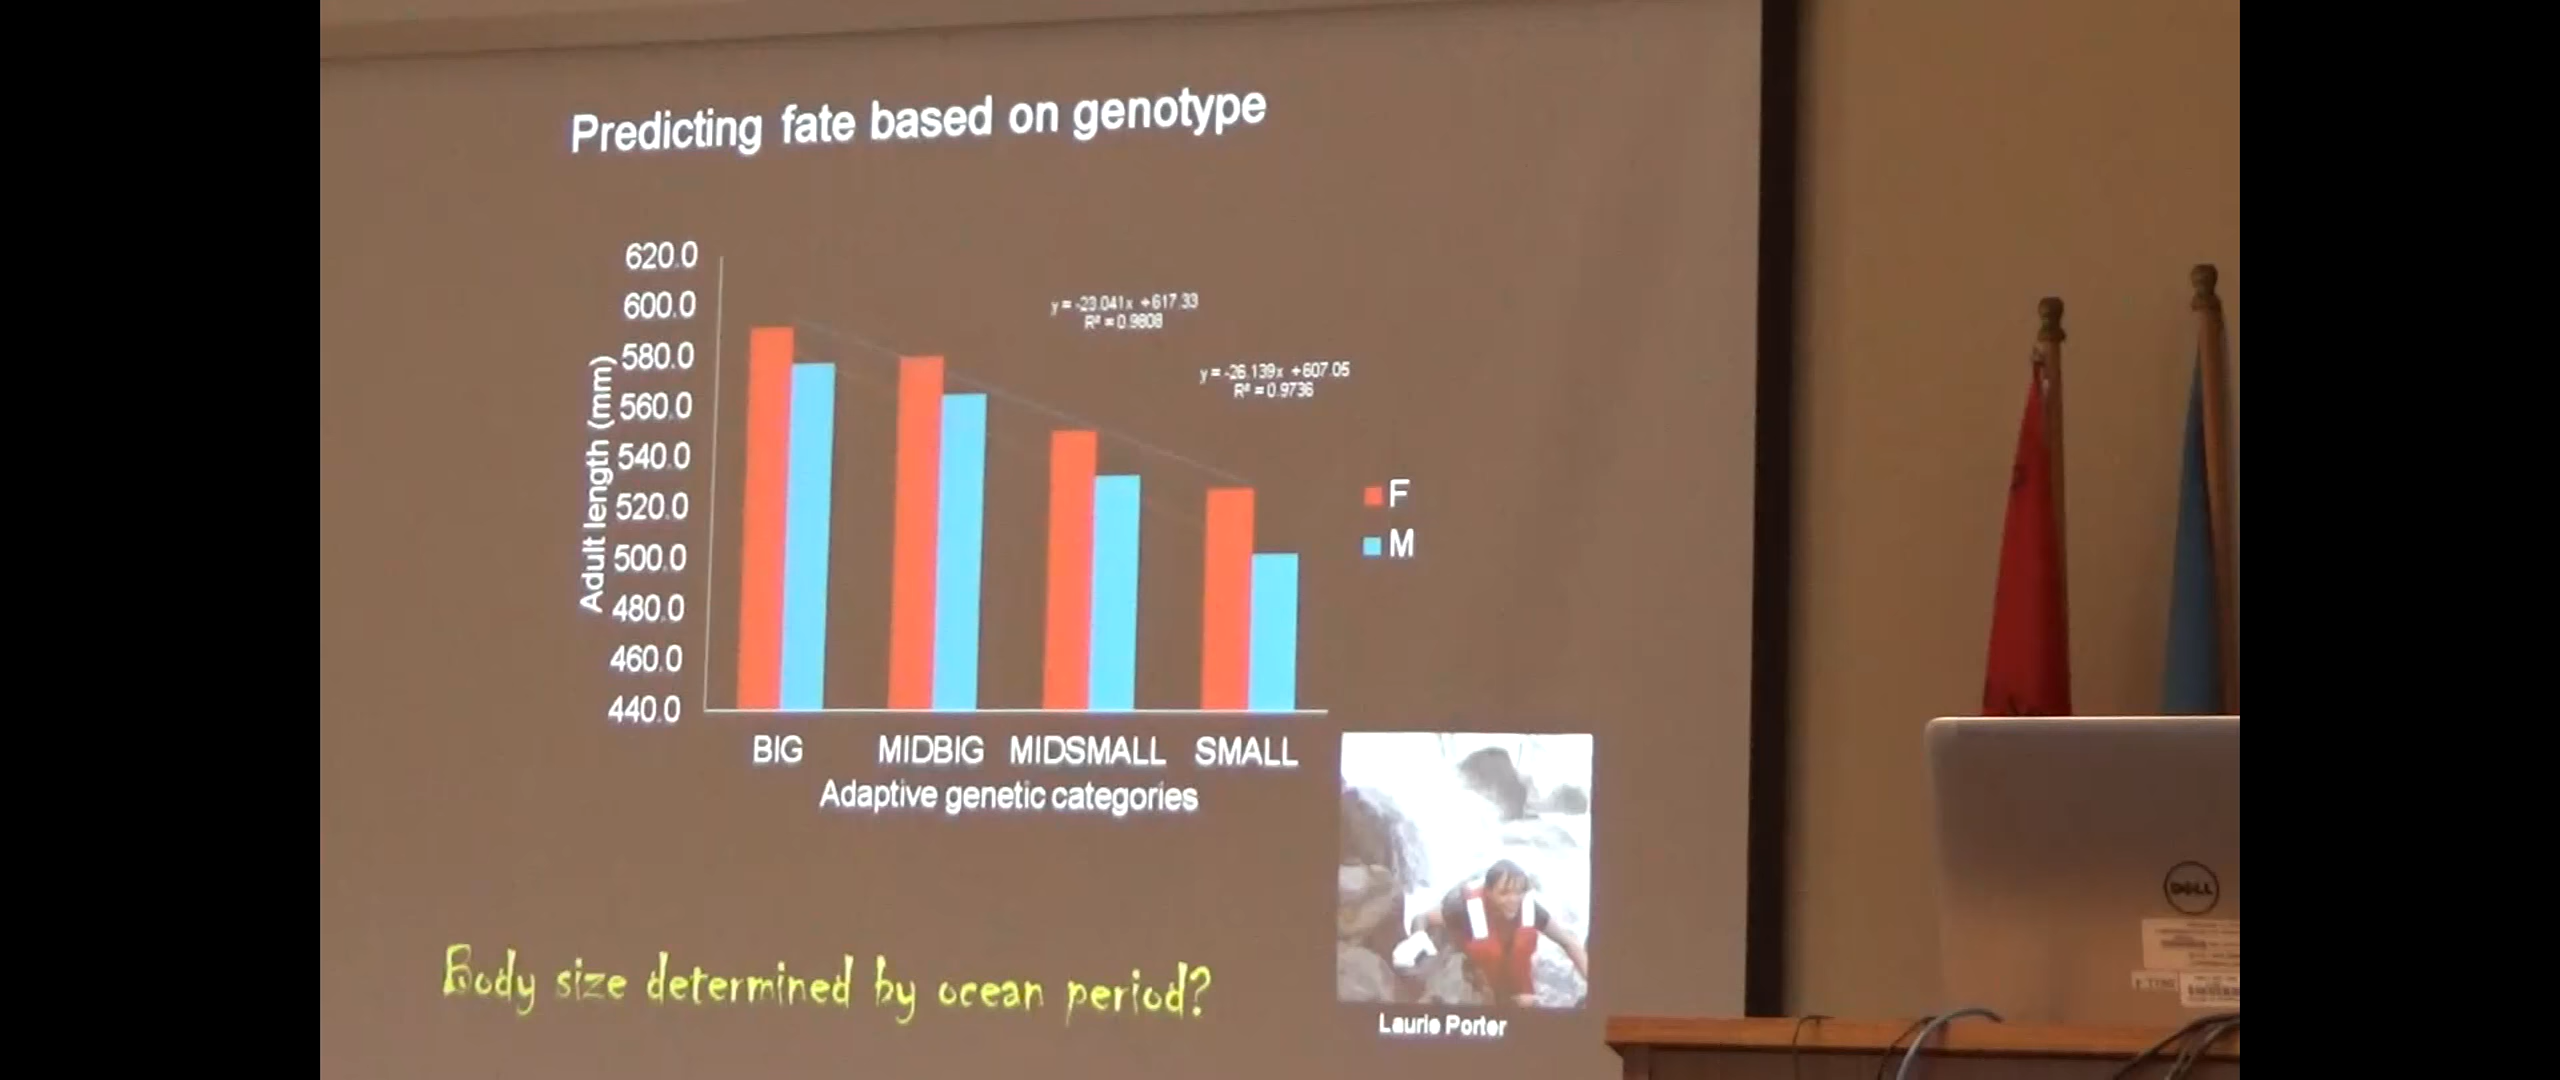 Predicting fate based on genotype
620.0
600.0
580.0
560.0
540.0
520.0
500.0
480.0
460.0
440.0
Adult length (mm)
y = -23.041x +617.33
R² = 0.9808
y = -26.139x +607.05
R² = 0.9736
F
M
BIG MIDBIG MIDSMALL SMALL
Adaptive genetic categories
Body size determined by ocean period?
Laurie Porter
DELL